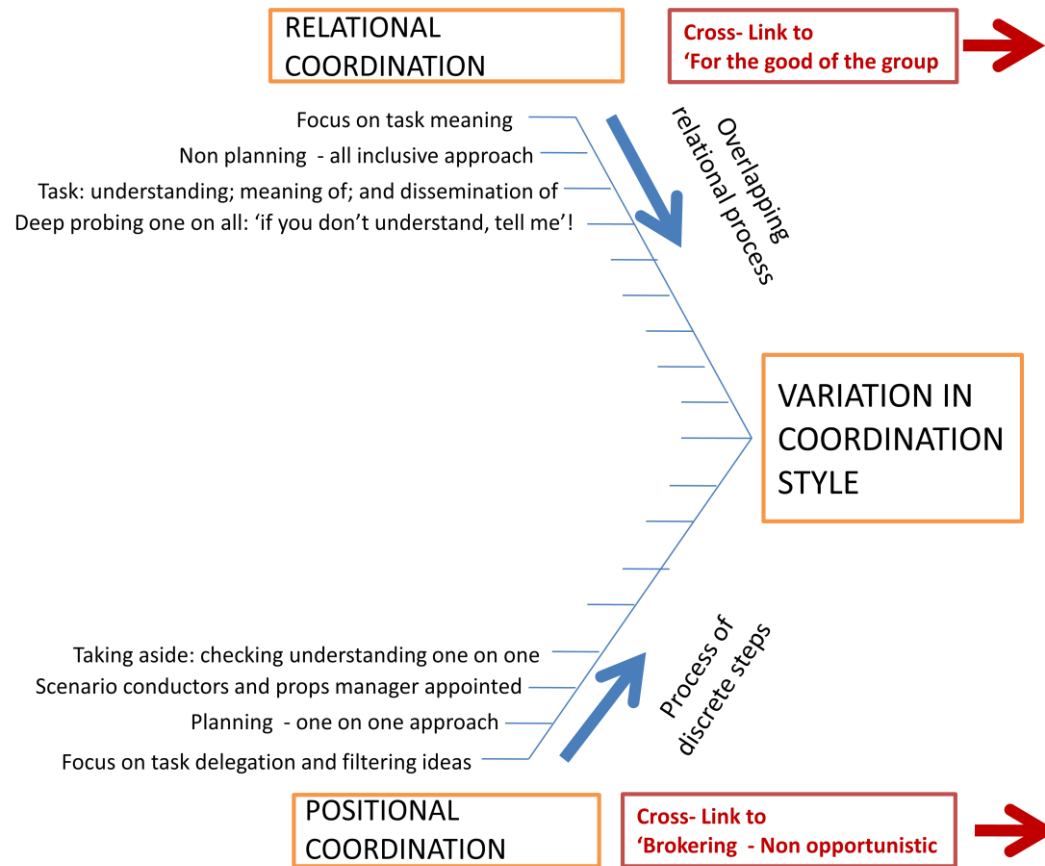 RELATIONAL
COORDINATION
Cross- Link to
‘For the good of the group
Focus on task meaning
Non planning - all inclusive approach
Task: understanding; meaning of; and dissemination of
Deep probing one on all: ‘if you don’t understand, tell me’!
Overlapping
relational process
VARIATION IN
COORDINATION
STYLE
Taking aside: checking understanding one on one
Scenario conductors and props manager appointed
Planning - one on one approach
Focus on task delegation and filtering ideas
Process of
discrete steps
POSITIONAL
COORDINATION
Cross- Link to
‘Brokering - Non opportunistic